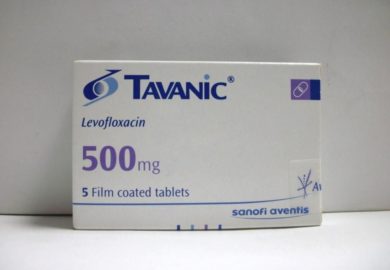 TAVANIC®
Levofloxacin
500mg
5 Film coated tablets
sanofi aventis